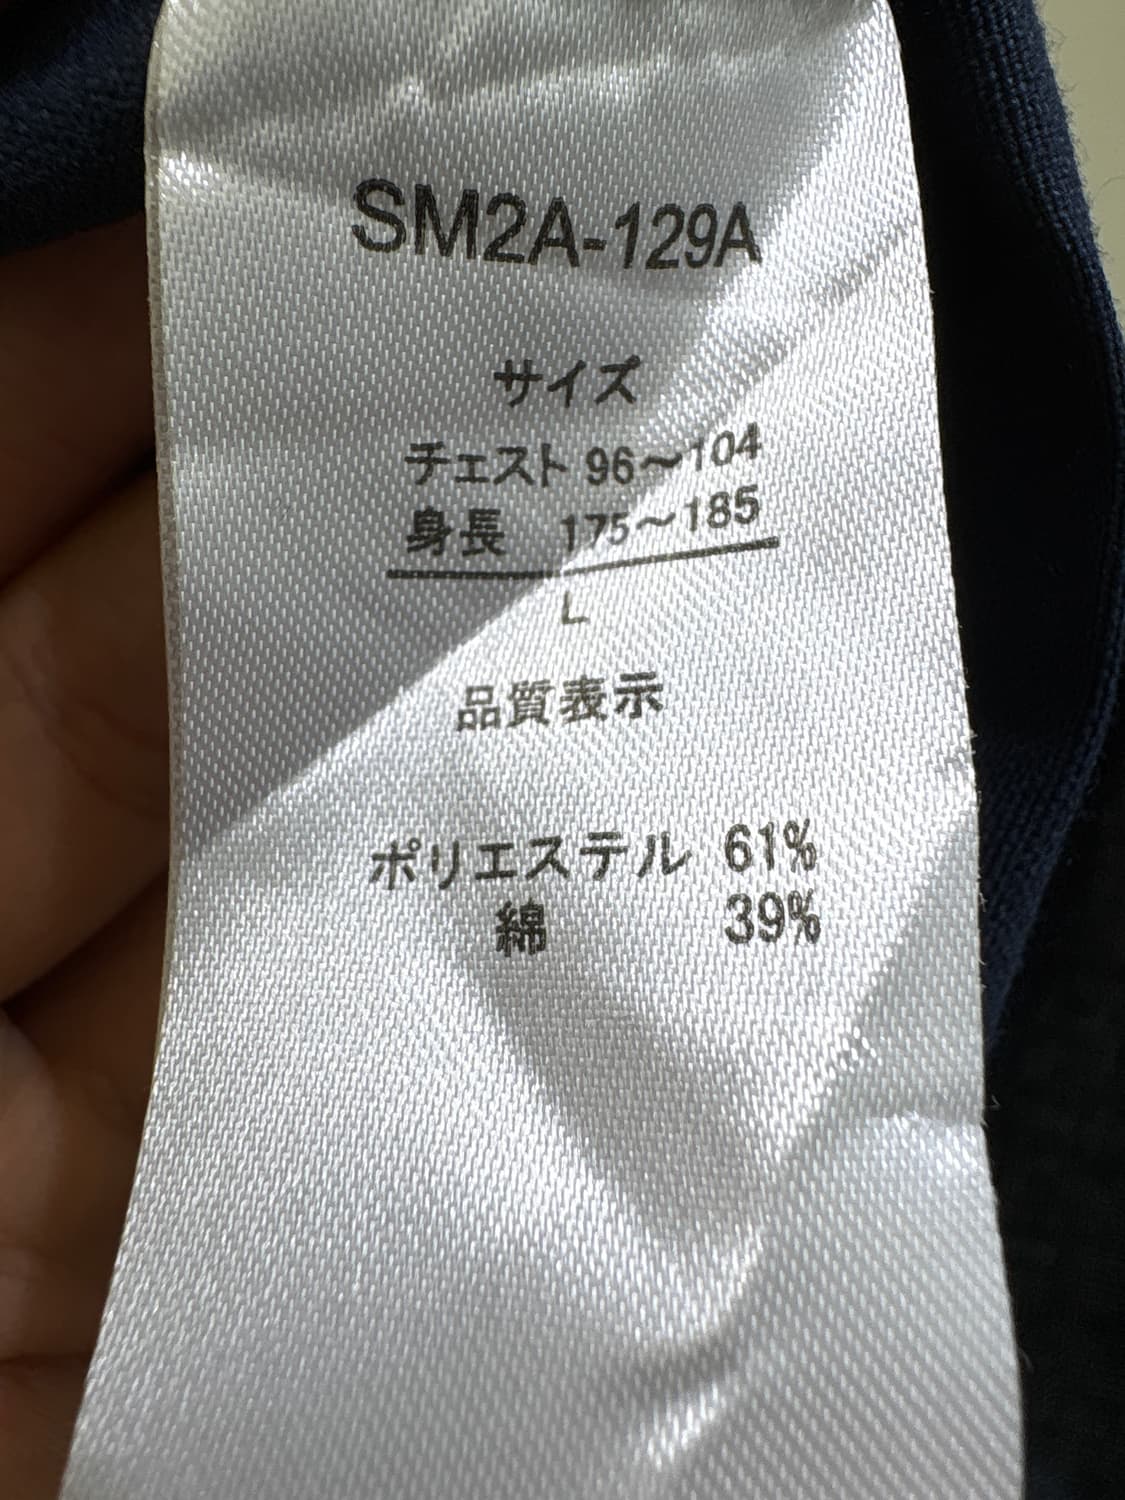 SM2A-129A
サイズ
チェスト 96～104
身長 175～185
L
品質表示
ポリエステル 61%
綿 39%